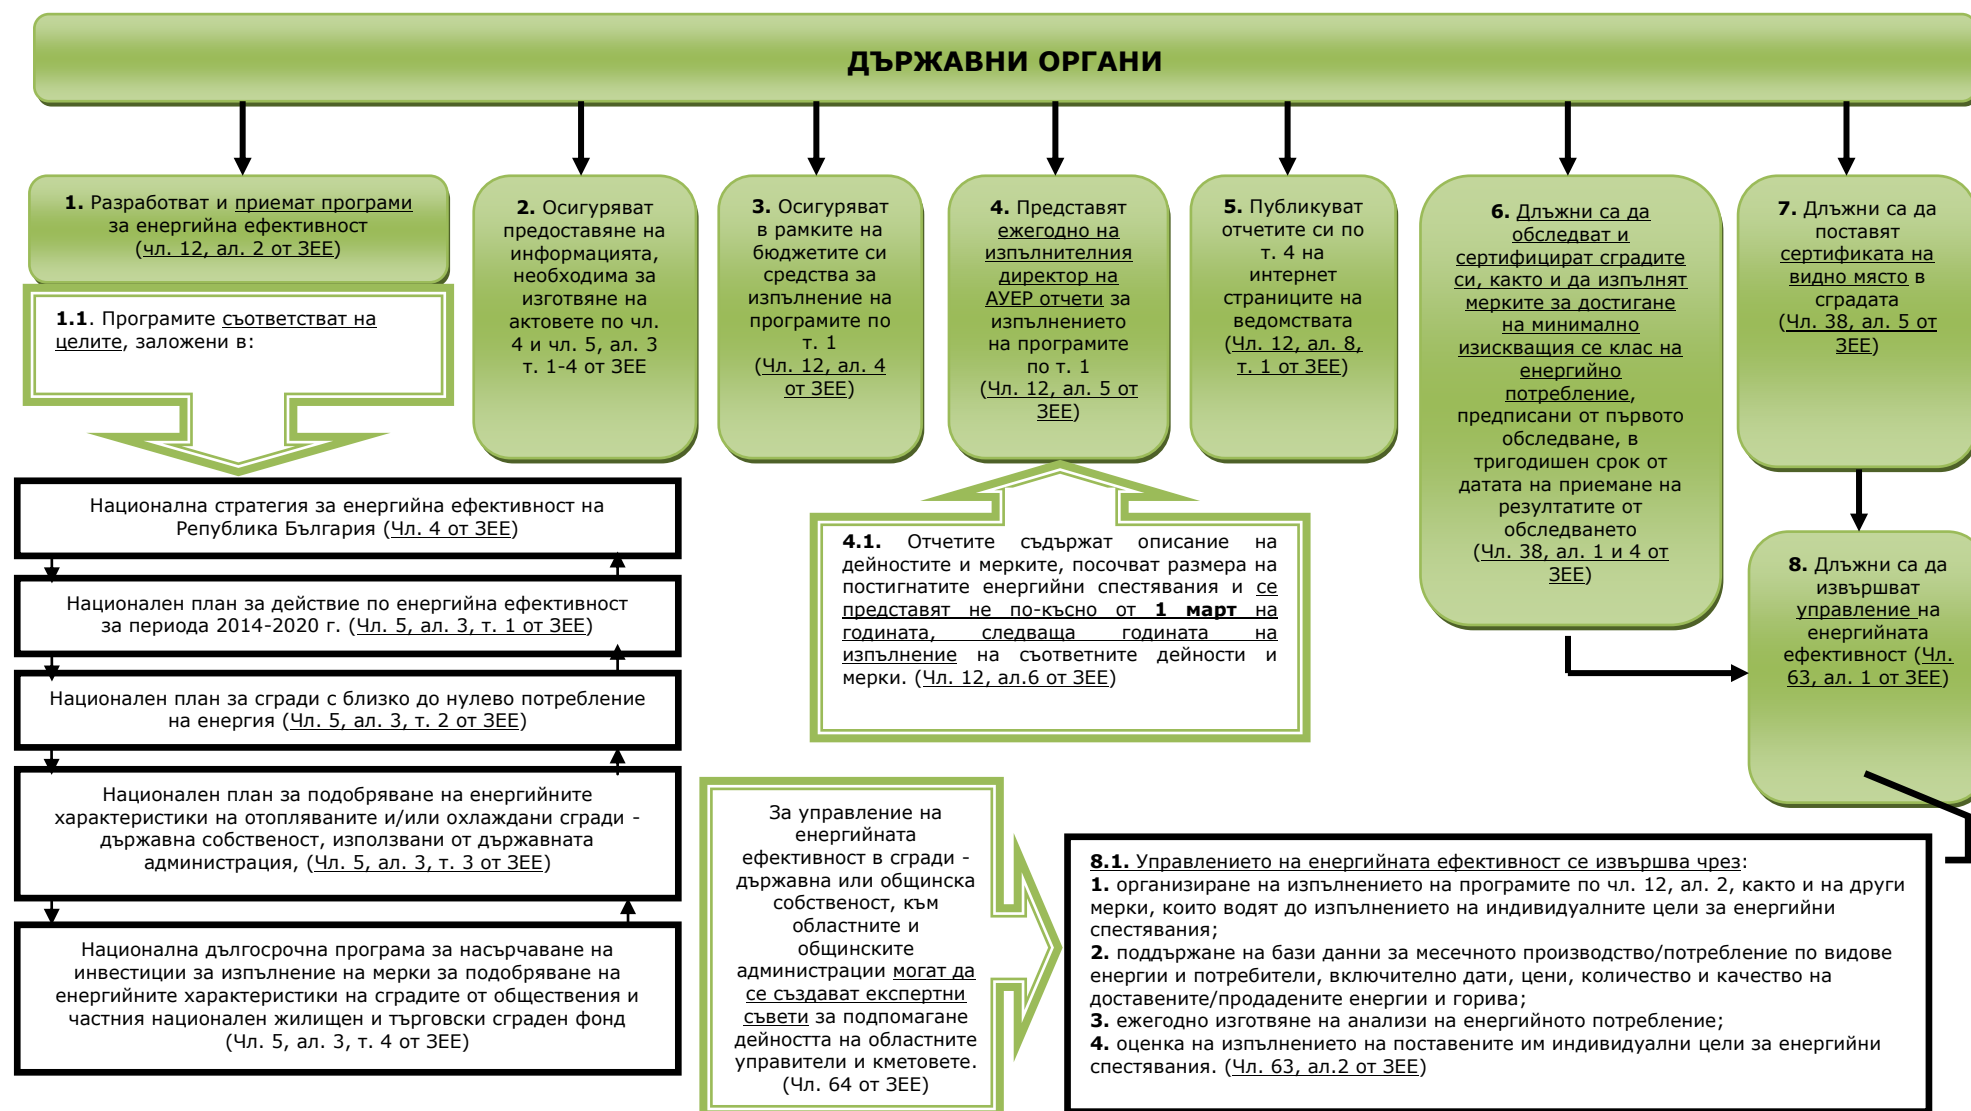 ДЪРЖАВНИ ОРГАНИ
1. Разработват и приемат програми
за енергийна ефективност
(чл. 12, ал. 2 от ЗЕЕ)
1.1. Програмите съответстват на
целите, заложени в:
Национална стратегия за енергийна ефективност на
Република България (Чл. 4 от ЗЕЕ)
Национален план за действие по енергийна ефективност
за периода 2014-2020 г. (Чл. 5, ал. 3, т. 1 от ЗЕЕ)
Национален план за сгради с близко до нулево потребление
на енергия (Чл. 5, ал. 3, т. 2 от ЗЕЕ)
Национален план за подобряване на енергийните
характеристики на отопляваните и/или охлаждани сгради -
държавна собственост, използвани от държавната
администрация, (Чл. 5, ал. 3, т. 3 от ЗЕЕ)
Национална дългосрочна програма за насърчаване на
инвестиции за изпълнение на мерки за подобряване на
енергийните характеристики на сградите от обществения и
частния национален жилищен и търговски сграден фонд
(Чл. 5, ал. 3, т. 4 от ЗЕЕ)
2. Осигуряват
предоставяне на
информацията,
необходима за
изготвяне на
актовете по чл.
4 и чл. 5, ал. 3
т. 1-4 от ЗЕЕ
3. Осигуряват
в рамките на
бюджетите си
средства за
изпълнение на
програмите по
т. 1
(Чл. 12, ал. 4
от ЗЕЕ)
4. Представят
ежегодно на
изпълнителния
директор на
АУЕР отчети за
изпълнението
на програмите
по т. 1
(Чл. 12, ал. 5 от
ЗЕЕ)
4.1. Отчетите съдържат описание на
дейностите и мерките, посочват размера на
постигнатите енергийни спестявания и се
представят не по-късно от 1 март на
годината, следваща годината на
изпълнение на съответните дейности и
мерки. (Чл. 12, ал.6 от ЗЕЕ)
5. Публикуват
отчетите си по
т. 4 на
интернет
страниците на
ведомствата
(Чл. 12, ал. 8,
т. 1 от ЗЕЕ)
6. Длъжни са да
обследват и
сертифицират сградите
си, както и да изпълнят
мерките за достигане
на минимално
изискващия се клас на
енергийно
потребление,
предписани от първото
обследване, в
тригодишен срок от
датата на приемане на
резултатите от
обследването
(Чл. 38, ал. 1 и 4 от
ЗЕЕ)
7. Длъжни са да
поставят
сертификата на
видно място в
сградата
(Чл. 38, ал. 5 от
ЗЕЕ)
8. Длъжни са да
извършват
управление на
енергийната
ефективност (Чл.
63, ал. 1 от ЗЕЕ)
За управление на
енергийната
ефективност в сгради -
държавна или общинска
собственост, към
областните и
общинските
администрации могат да
се създават експертни
съвети за подпомагане
дейността на областните
управители и кметовете.
(Чл. 64 от ЗЕЕ)
8.1. Управлението на енергийната ефективност се извършва чрез:
1. организиране на изпълнението на програмите по чл. 12, ал. 2, както и на други
мерки, които водят до изпълнението на индивидуалните цели за енергийни
спестявания;
2. поддържане на бази данни за месечното производство/потребление по видове
енергии и потребители, включително дати, цени, количество и качество на
доставените/продадените енергии и горива;
3. ежегодно изготвяне на анализи на енергийното потребление;
4. оценка на изпълнението на поставените им индивидуални цели за енергийни
спестявания. (Чл. 63, ал.2 от ЗЕЕ)